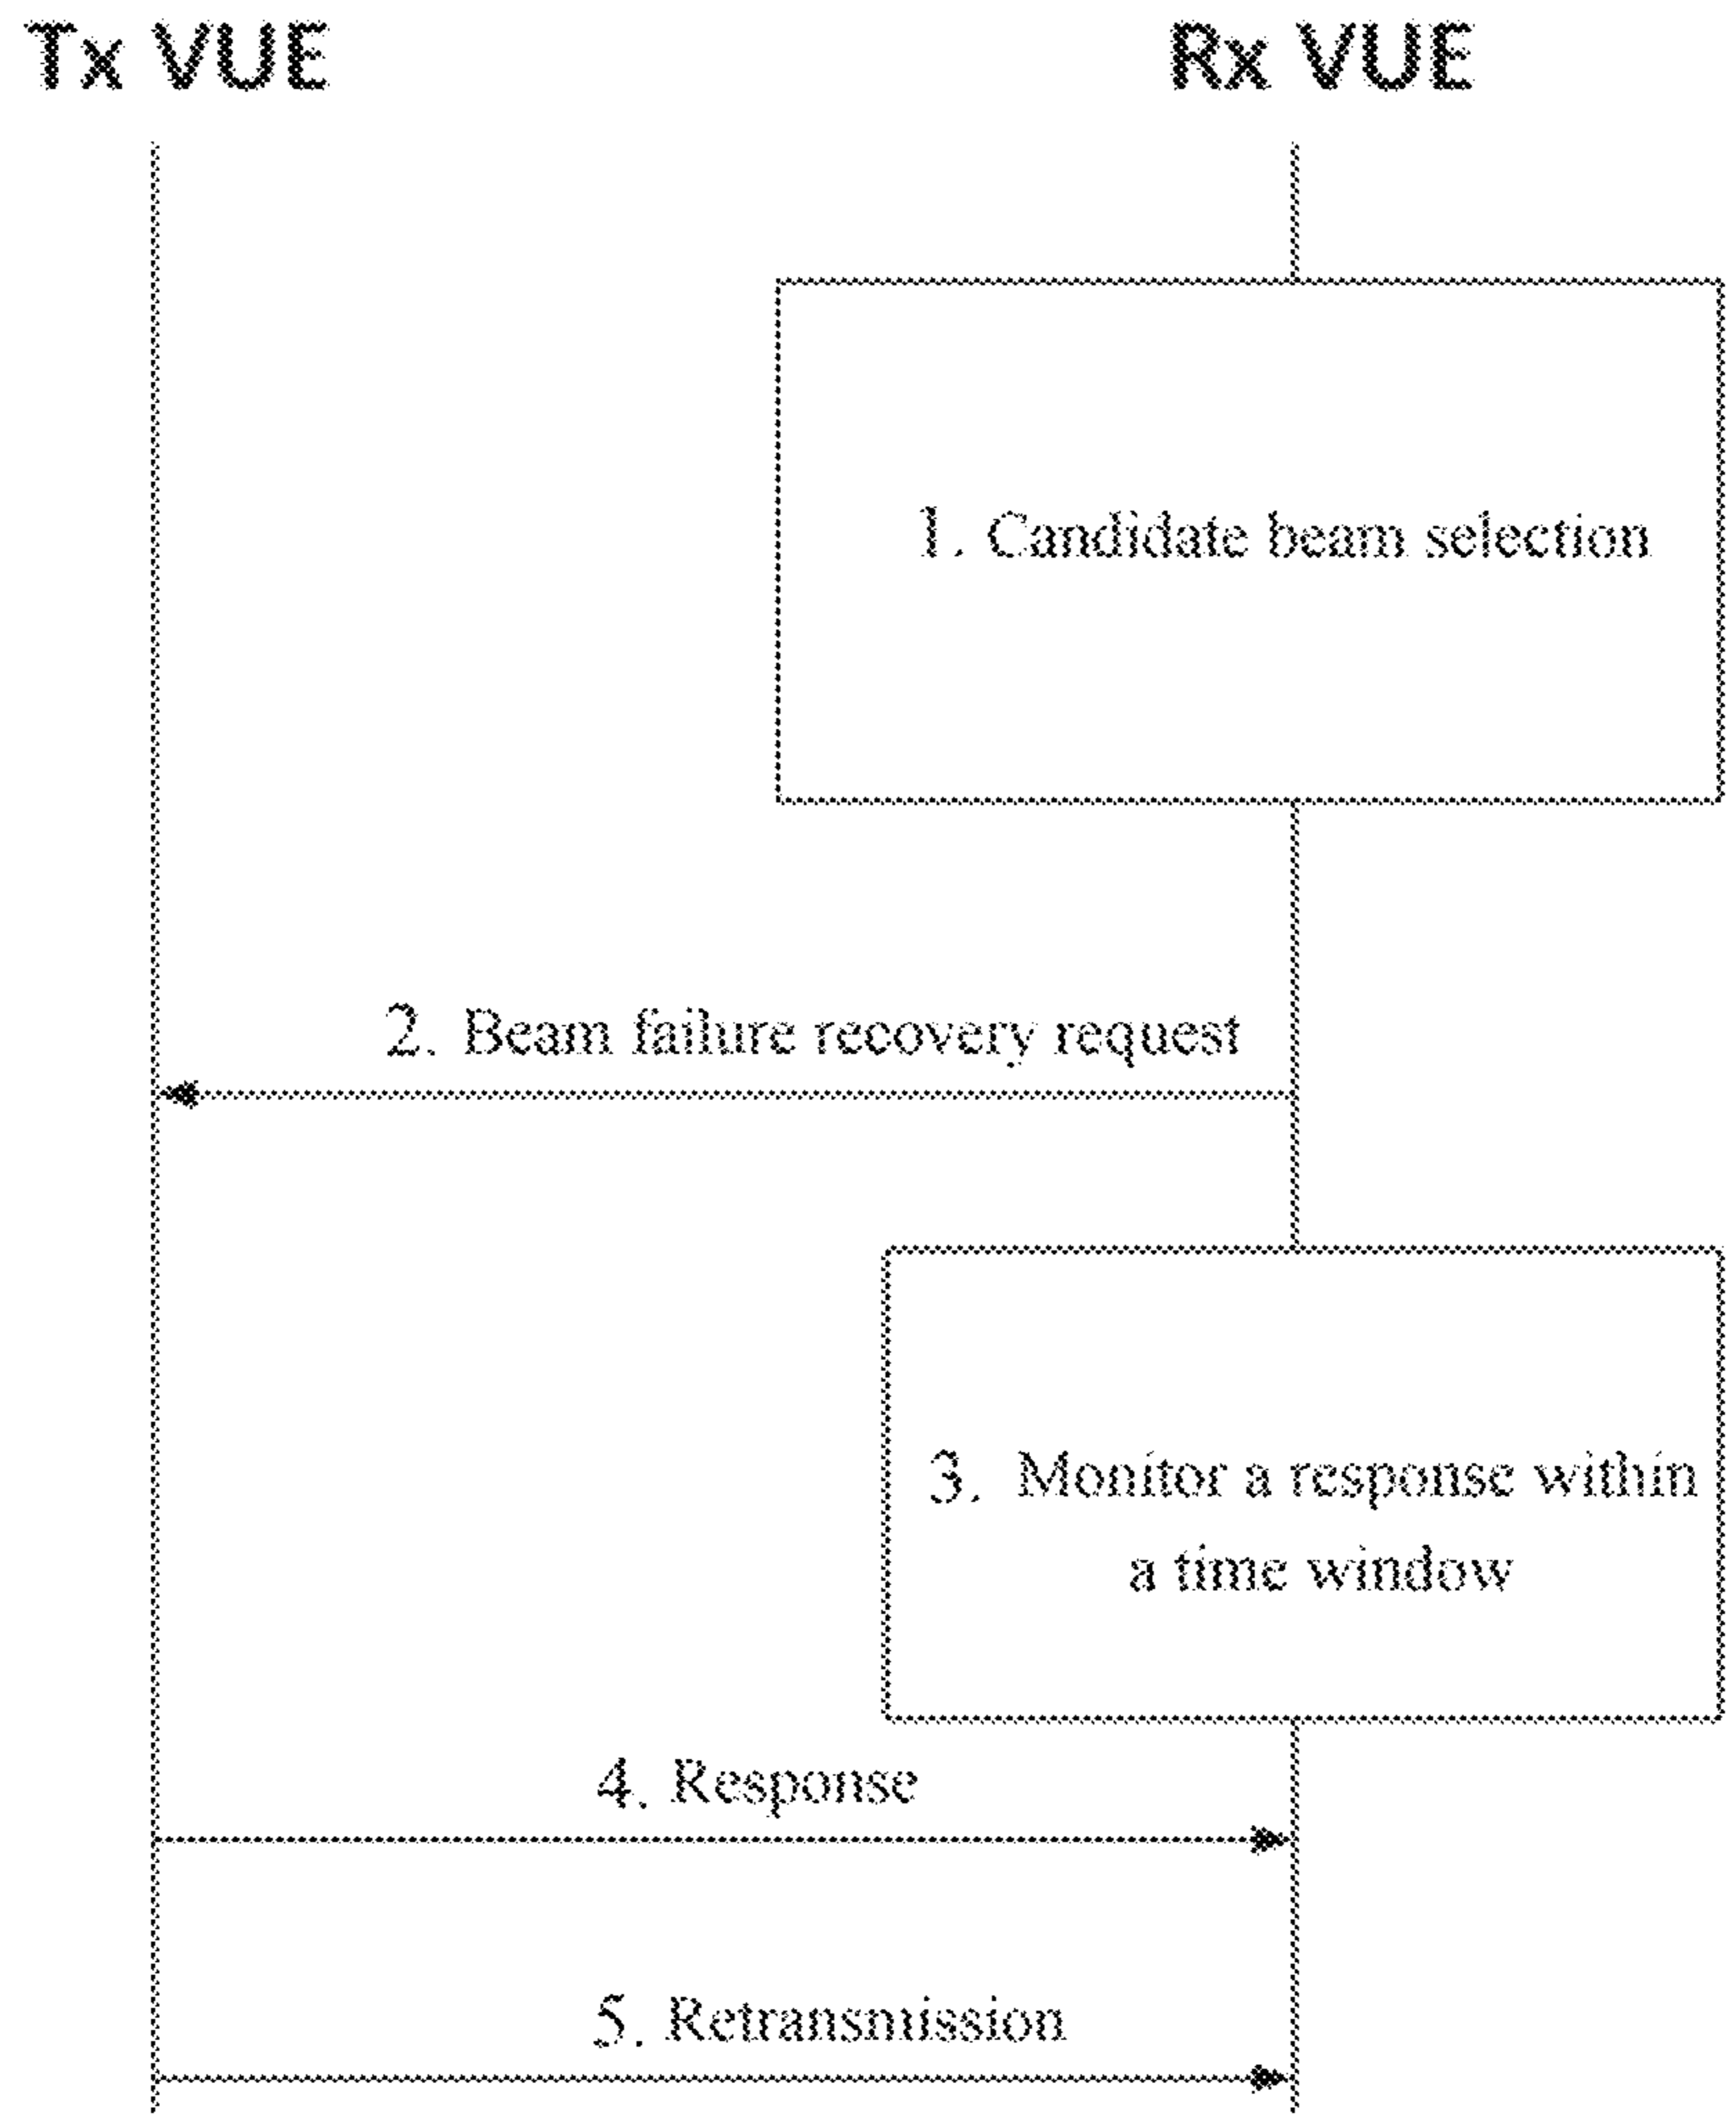 Tx VUE
Rx VUE
1. Candidate beam selection
2. Beam failure recovery request
3. Monitor a response within
a time window
4. Response
5. Retransmission